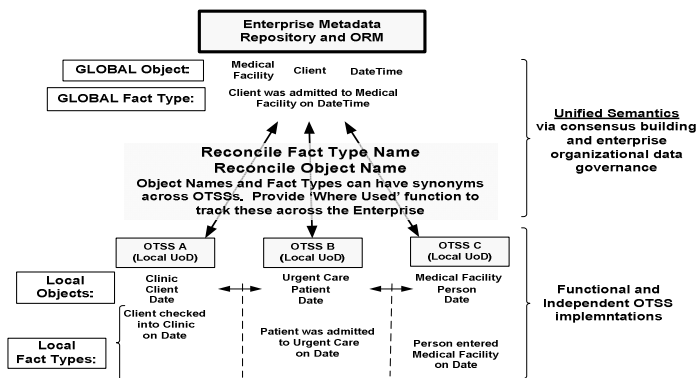 Enterprise Metadata
Repository and ORM
GLOBAL Object:
Medical
Facility
Client
DateTime
GLOBAL Fact Type:
Client was admitted to Medical
Facility on DateTime
Unified Semantics
via consensus building
and enterprise
organizational data
governance
Reconcile Fact Type Name
Reconcile Object Name
Object Names and Fact Types can have synonyms
across OTSSs. Provide ‘Where Used’ function to
track these across the Enterprise
OTSS A
(Local UoD)
OTSS B
(Local UoD)
OTSS C
(Local UoD)
Local
Objects:
Clinic
Client
Date
Urgent Care
Patient
Date
Medical Facility
Person
Date
Functional and
Independent OTSS
implemntations
Local
Fact Types:
Client checked
into Clinic
on Date
Patient was admitted
to Urgent Care
on Date
Person entered
Medical Facility
on Date